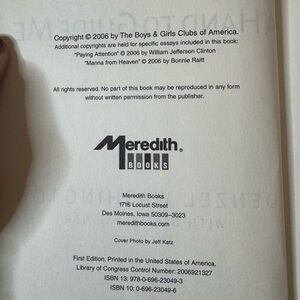 Copyright © 2006 by The Boys & Girls Clubs of America.
Additional copyrights are held for specific essays included in this book:
"Paying Attention" © 2006 by William Jefferson Clinton
"Manna from Heaven" © 2006 by Bonnie Raitt
All rights reserved. No part of this book may be reproduced in any form
without written permission from the publisher.
Meredith®
BOOKS
Meredith Books
1716 Locust Street
Des Moines, Iowa 50309-3023
meredithbooks.com
Cover Photo by Jeff Katz
First Edition. Printed in the United States of America.
Library of Congress Control Number: 2006921327
ISBN 13: 978-0-696-23049-3
ISBN 10: 0-696-23049-6